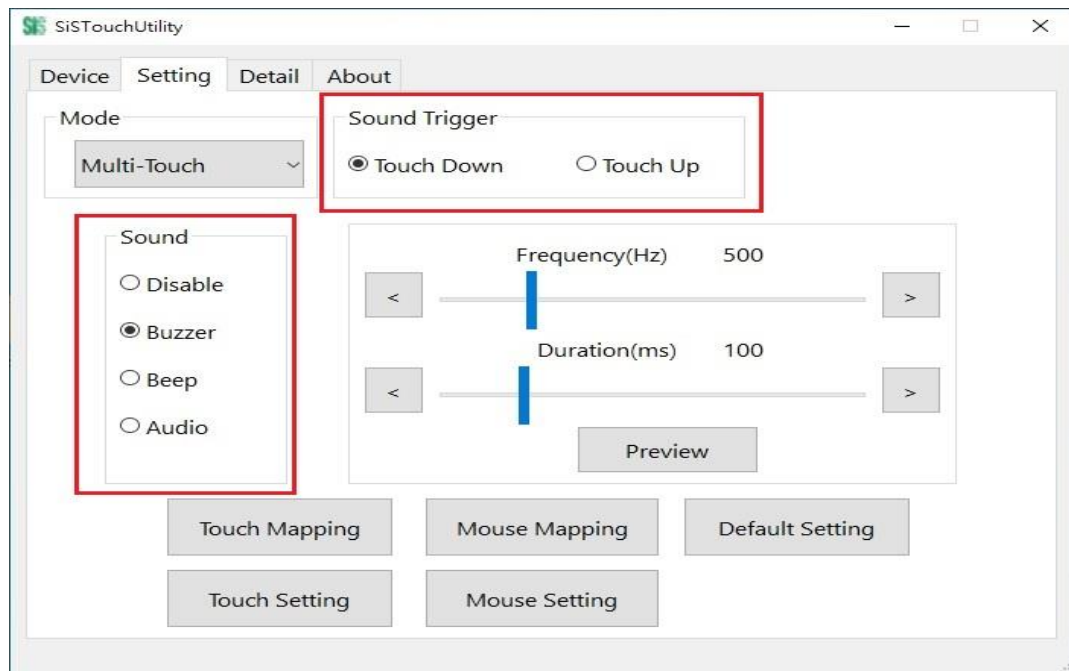 SiS SiSTouchUtility
Device Setting Detail About
Mode
Multi-Touch
Sound Trigger
Touch Down Touch Up
Sound
Disable
Buzzer
Beep
Audio
Frequency(Hz) 500
< >
Duration(ms) 100
< >
Preview
Touch Mapping Mouse Mapping Default Setting
Touch Setting Mouse Setting